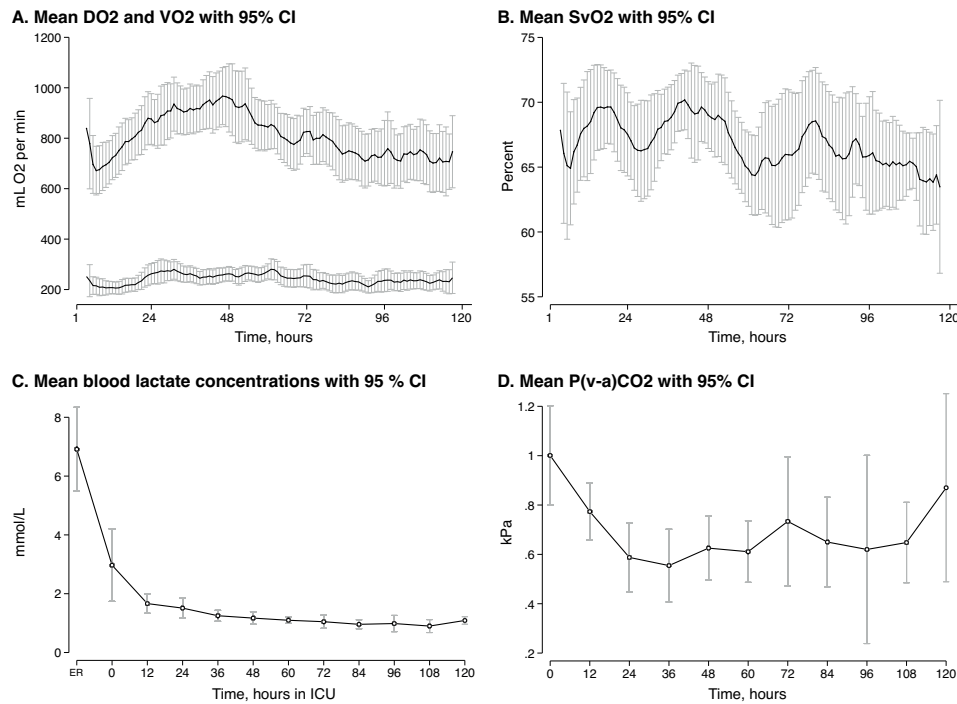 A. Mean DO2 and VO2 with 95% CI
1200
1000
800
600
400
200
mL O2 per min
1 24 48 72 96 120
Time, hours
B. Mean SvO2 with 95% CI
75
70
65
60
55
Percent
1 24 48 72 96 120
Time, hours
C. Mean blood lactate concentrations with 95 % CI
8
6
4
2
0
mmol/L
ER 0 12 24 36 48 60 72 84 96 108 120
Time, hours in ICU
D. Mean P(v-a)CO2 with 95% CI
1.2
1
.8
.6
.4
.2
kPa
0 12 24 36 48 60 72 84 96 108 120
Time, hours